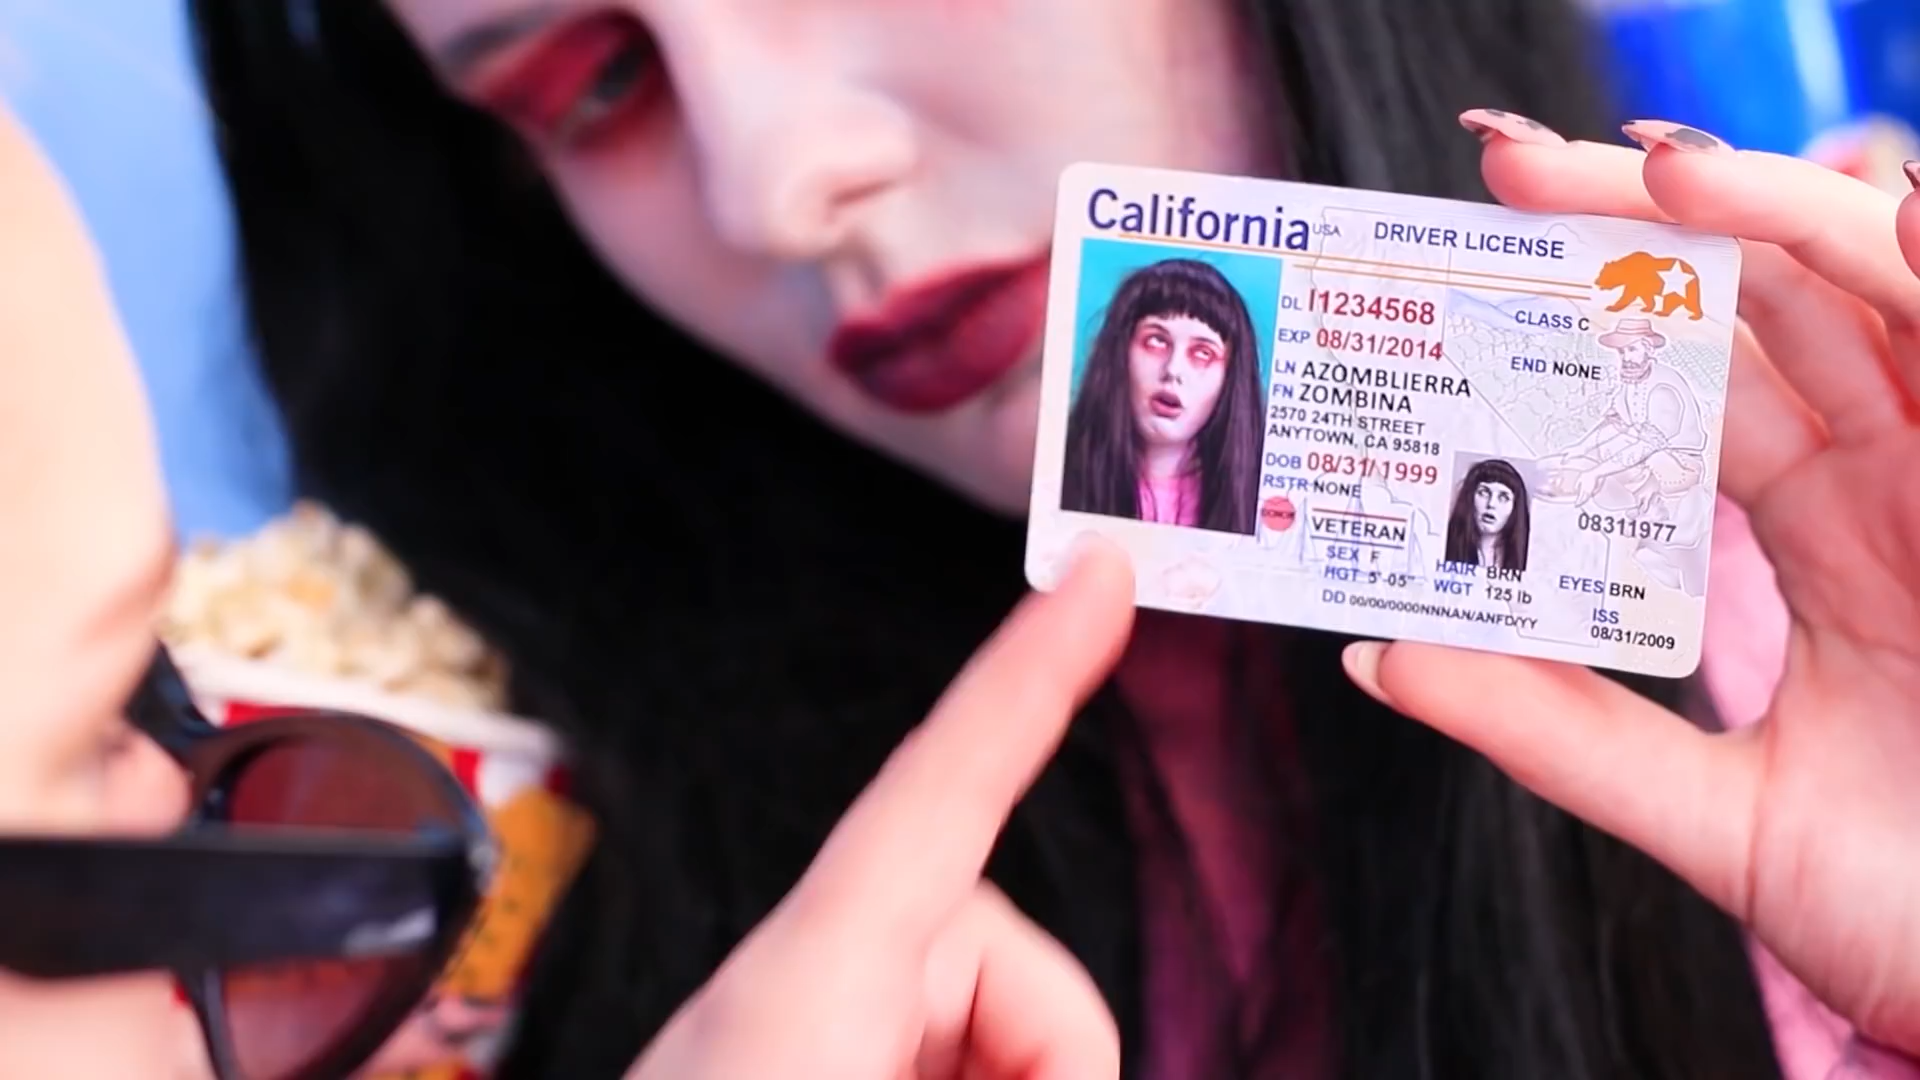 California USA DRIVER LICENSE
DL I1234568
CLASS C
EXP 08/31/2014
END NONE
LN AZOMBLIERRA
FN ZOMBINA
2570 24TH STREET
ANYTOWN, CA 95818
DOB 08/31/1999
RSTR NONE
08311977
DONOR
VETERAN
SEX F
HAIR BRN
EYES BRN
HGT 5'-05"
WGT 125 lb
ISS
DD 00/00/0000NNNAN/ANFD/YY
08/31/2009